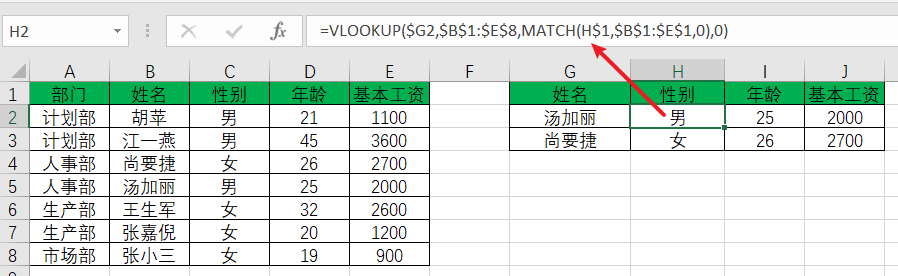 H2 fx =VLOOKUP($G2,$B$1:$E$8,MATCH(H$1,$B$1:$E$1,0),0)
A B C D E F G H I J
1 部门 姓名 性别 年龄 基本工资 姓名 性别 年龄 基本工资
2 计划部 胡苹 男 21 1100 汤加丽 男 25 2000
3 计划部 江一燕 男 45 3600 尚要捷 女 26 2700
4 人事部 尚要捷 女 26 2700
5 人事部 汤加丽 男 25 2000
6 生产部 王生军 女 32 2600
7 生产部 张嘉倪 女 20 1200
8 市场部 张小三 女 19 900